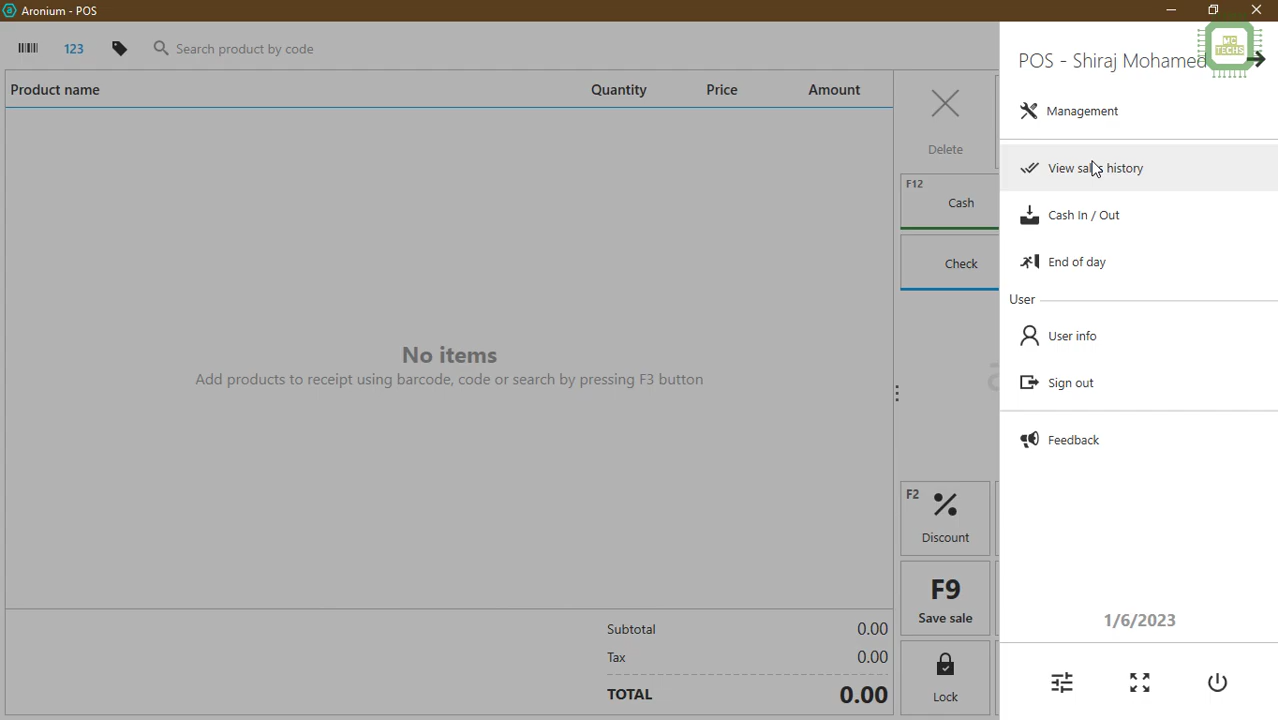 Aronium - POS
123
Search product by code
Product name Quantity Price Amount
No items
Add products to receipt using barcode, code or search by pressing F3 button
Subtotal 0.00
Tax 0.00
TOTAL 0.00
Delete
F12
Cash
Check
F2
Discount
F9
Save sale
Lock
MC
TECHS
POS - Shiraj Mohamed
Management
View sales history
Cash In / Out
End of day
User
User info
Sign out
Feedback
1/6/2023